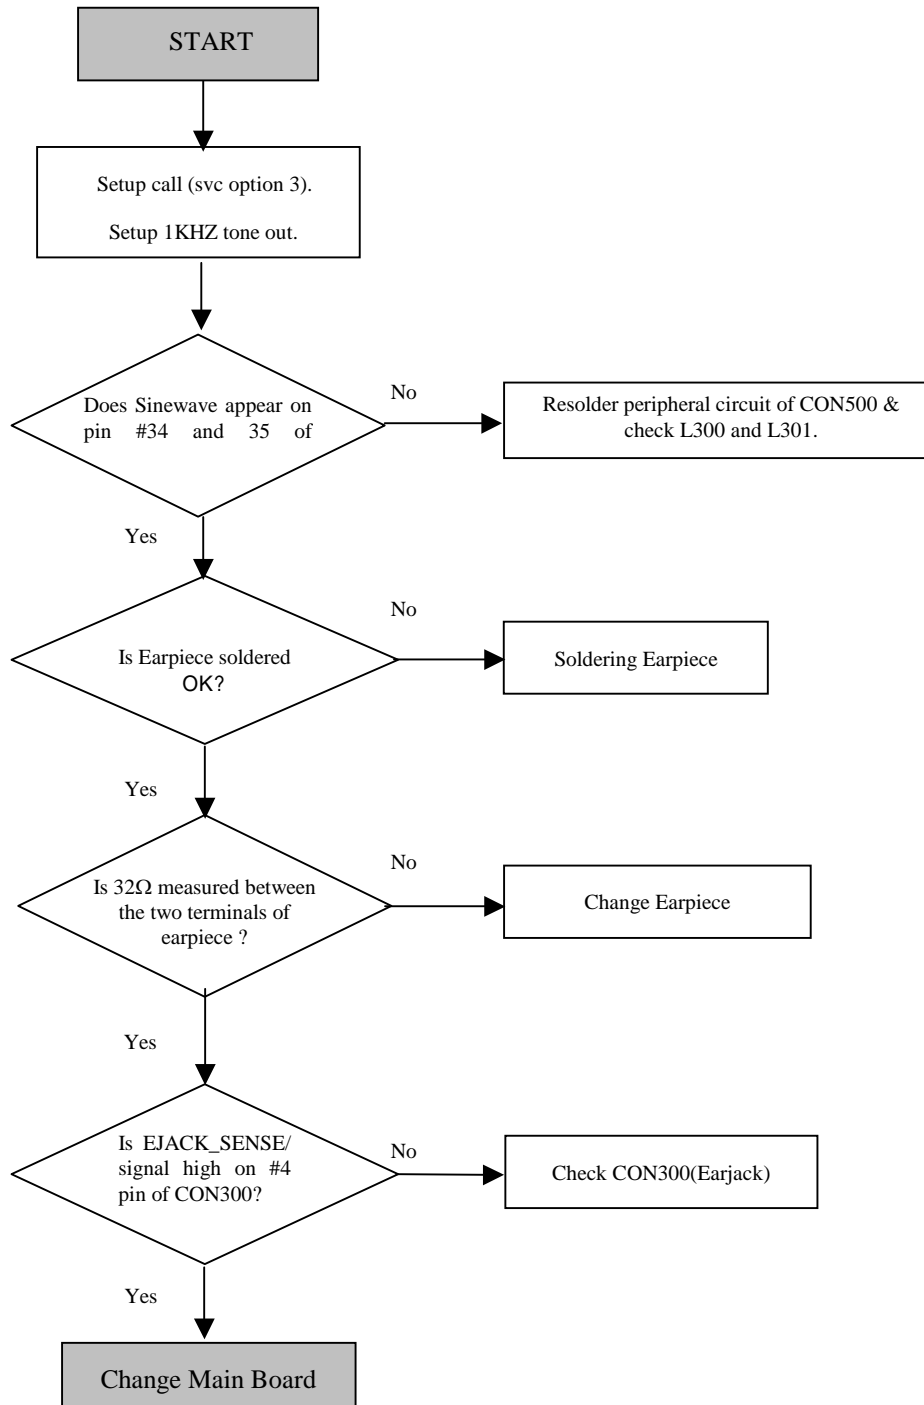 START
Setup call (svc option 3).
Setup 1KHZ tone out.
Does Sinewave appear on
pin #34 and 35 of
No
Resolder peripheral circuit of CON500 &
check L300 and L301.
Yes
Is Earpiece soldered
OK?
No
Soldering Earpiece
Yes
Is 32Ω measured between
the two terminals of
earpiece ?
No
Change Earpiece
Yes
Is EJACK_SENSE/
signal high on #4
pin of CON300?
No
Check CON300(Earjack)
Yes
Change Main Board